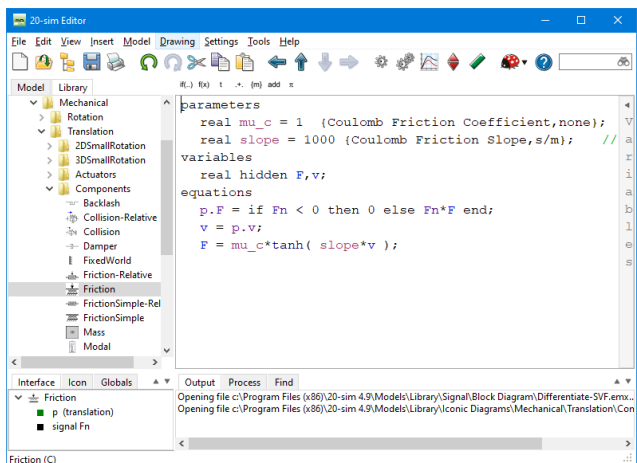 20-sim Editor
File Edit View Insert Model Drawing Settings Tools Help
Model Library
if(..) f(x) t .+. {m} add π
Mechanical
Rotation
Translation
2DSmallRotation
3DSmallRotation
Actuators
Components
Backlash
Collision-Relative
Collision
Damper
FixedWorld
Friction-Relative
Friction
FrictionSimple-Rel
FrictionSimple
Mass
Modal
parameters
real mu_c = 1 {Coulomb Friction Coefficient,none};
real slope = 1000 {Coulomb Friction Slope,s/m}; //
variables
real hidden F,v;
equations
p.F = if Fn < 0 then 0 else Fn*F end;
v = p.v;
F = mu_c*tanh( slope*v );
Variables
Interface Icon Globals
Friction
p (translation)
signal Fn
Output Process Find
Opening file c:\Program Files (x86)\20-sim 4.9\Models\Library\Signal\Block Diagram\Differentiate-SVF.emx..
Opening file c:\Program Files (x86)\20-sim 4.9\Models\Library\Iconic Diagrams\Mechanical\Translation\Con
Friction (C)